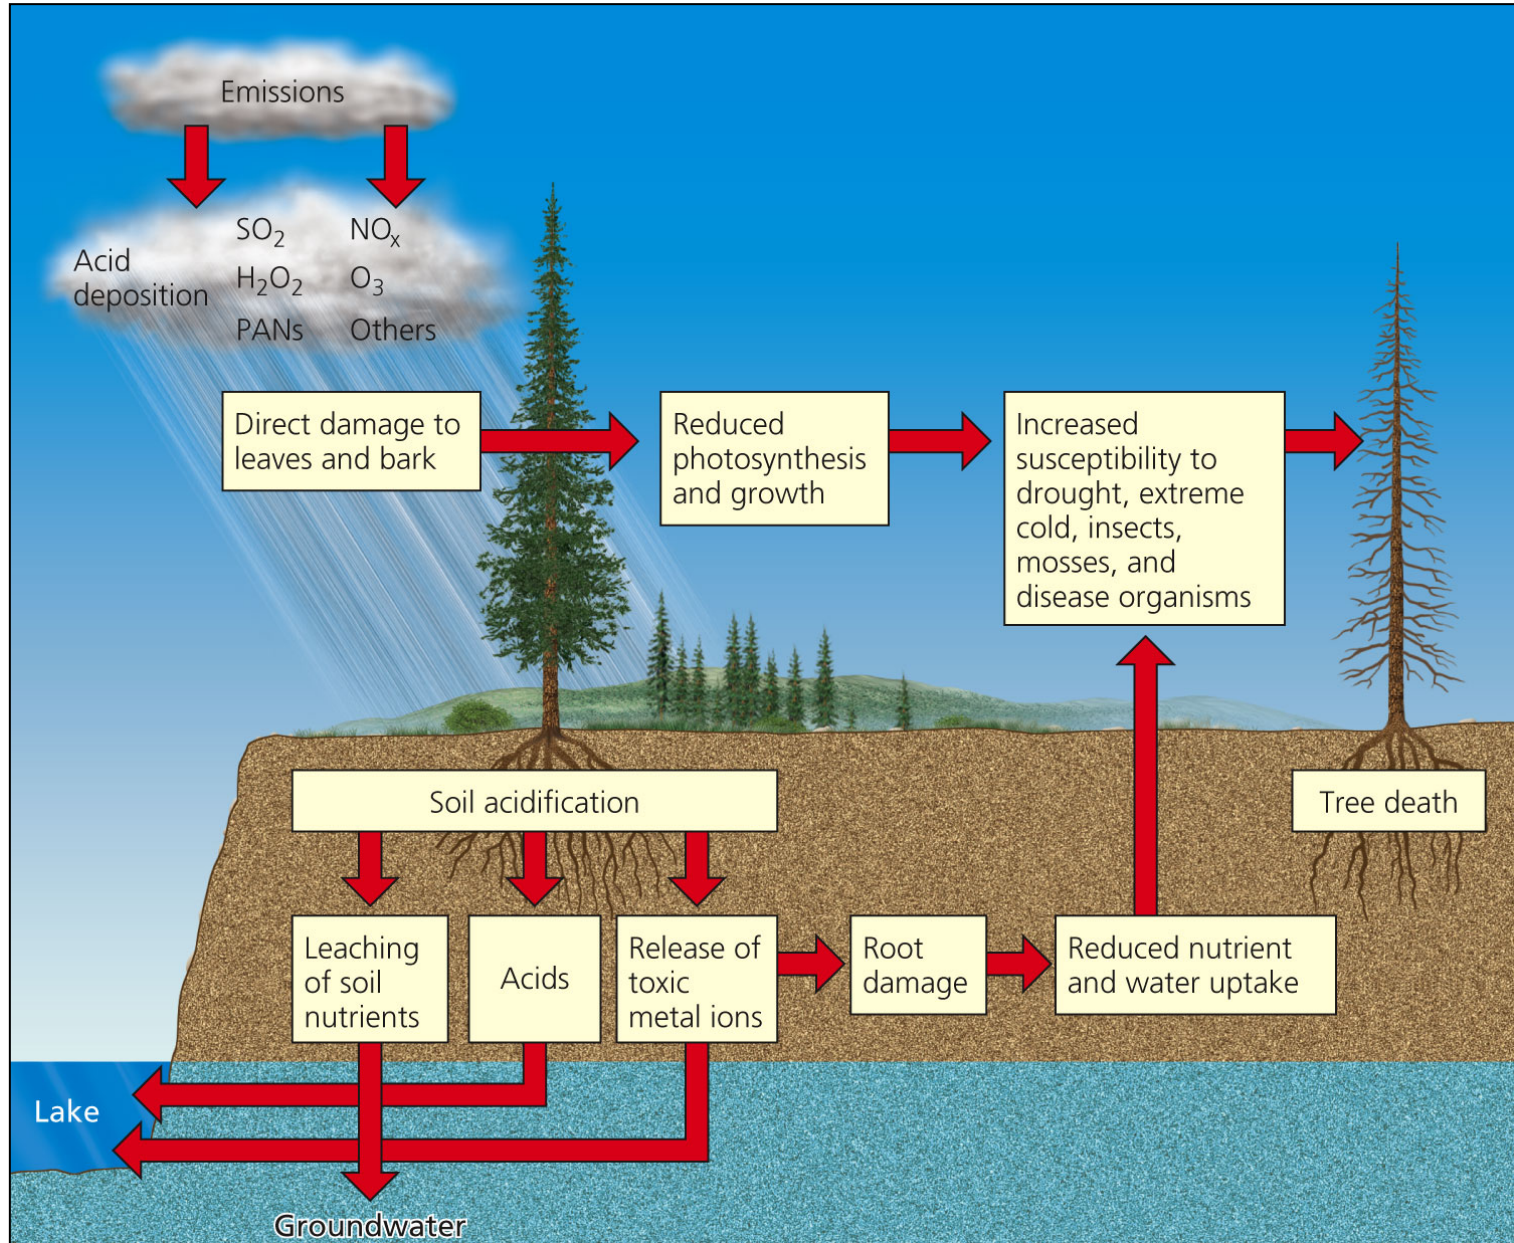 Emissions
Acid
deposition
SO₂ NOₓ
H₂O₂ O₃
PANs Others
Direct damage to
leaves and bark
Reduced
photosynthesis
and growth
Increased
susceptibility to
drought, extreme
cold, insects,
mosses, and
disease organisms
Soil acidification
Tree death
Leaching
of soil
nutrients
Acids
Release of
toxic
metal ions
Root
damage
Reduced nutrient
and water uptake
Lake
Groundwater